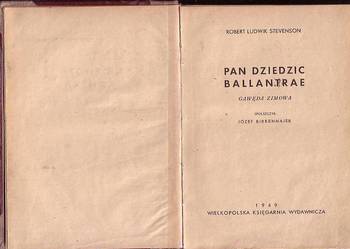 ROBERT LUDWIK STEVENSON
PAN DZIEDZIC
BALLANTRAE
GAWĘDA ZIMOWA
SPOLSZCZYŁ
JÓZEF BIRKENMAJER
1949
WIELKOPOLSKA KSIĘGARNIA WYDAWNICZA